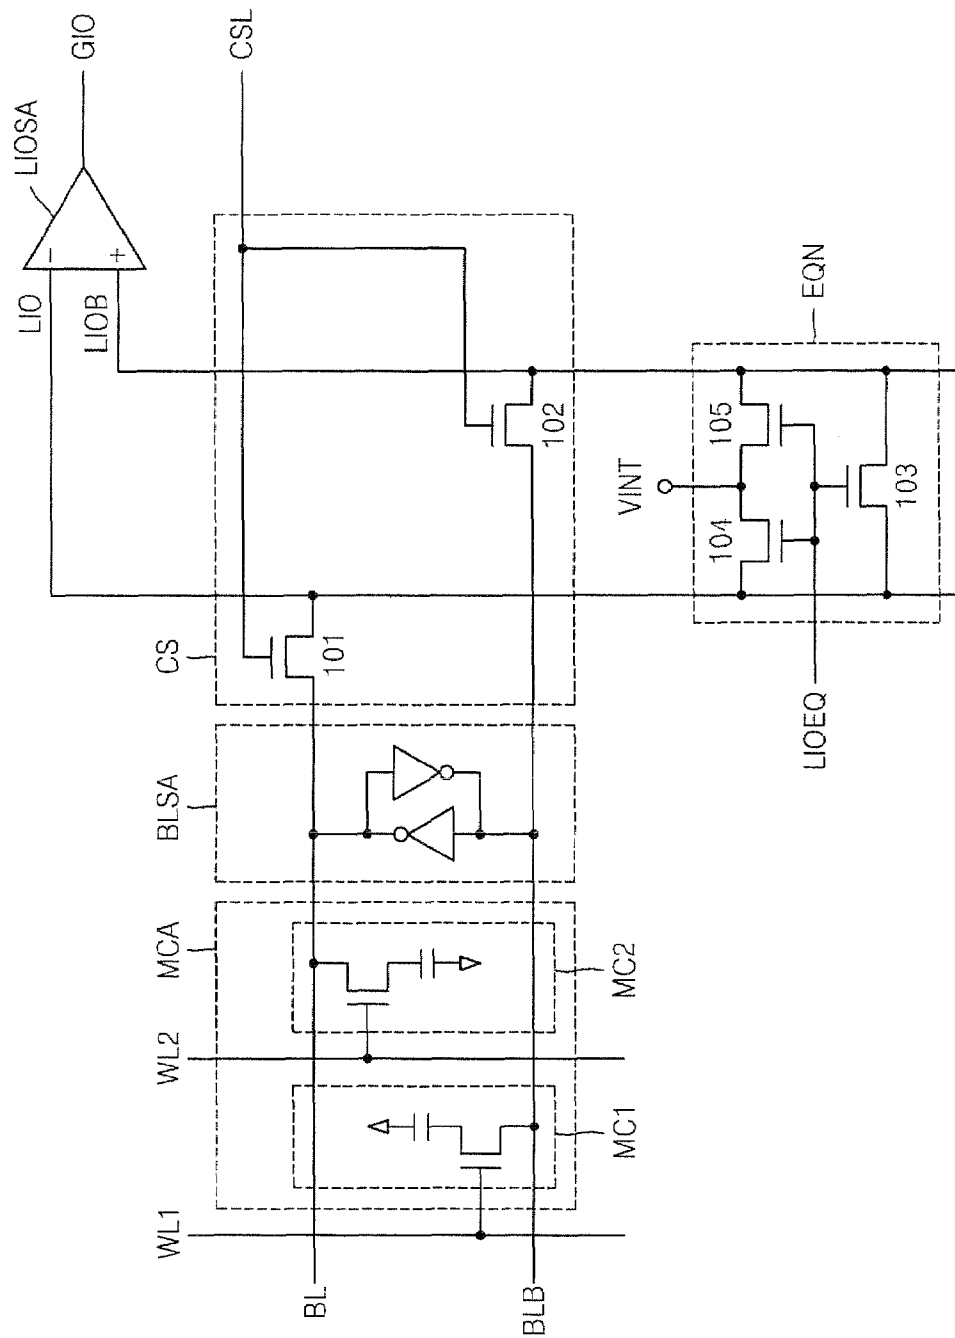 GIO
LIOSA
CSL
LIO
LIOB
−
+
EQN
CS
101
102
VINT
104
105
103
LIOEQ
BLSA
MCA
MC2
WL2
MC1
WL1
BL
BLB